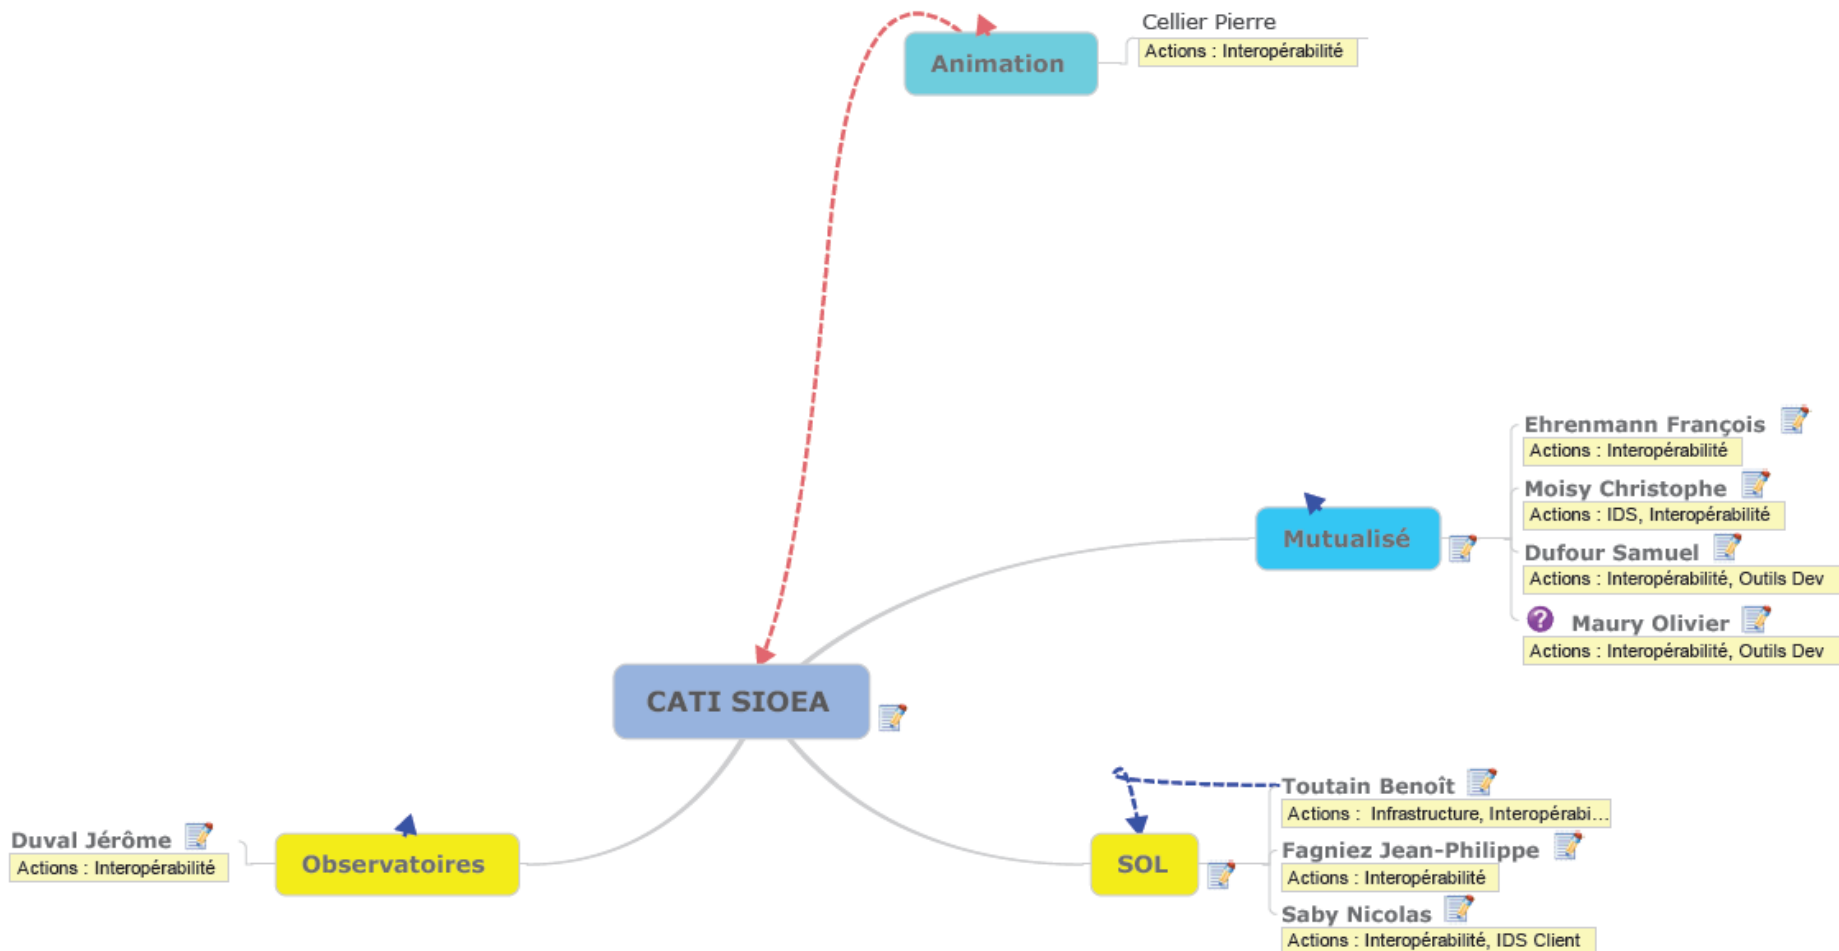 Cellier Pierre
Actions : Interopérabilité
Animation
Ehrenmann François
Actions : Interopérabilité
Moisy Christophe
Actions : IDS, Interopérabilité
Mutualisé
Dufour Samuel
Actions : Interopérabilité, Outils Dev
? Maury Olivier
Actions : Interopérabilité, Outils Dev
CATI SIOEA
Toutain Benoît
Actions : Infrastructure, Interopérabi...
Duval Jérôme
Actions : Interopérabilité
Observatoires
SOL
Fagniez Jean-Philippe
Actions : Interopérabilité
Saby Nicolas
Actions : Interopérabilité, IDS Client